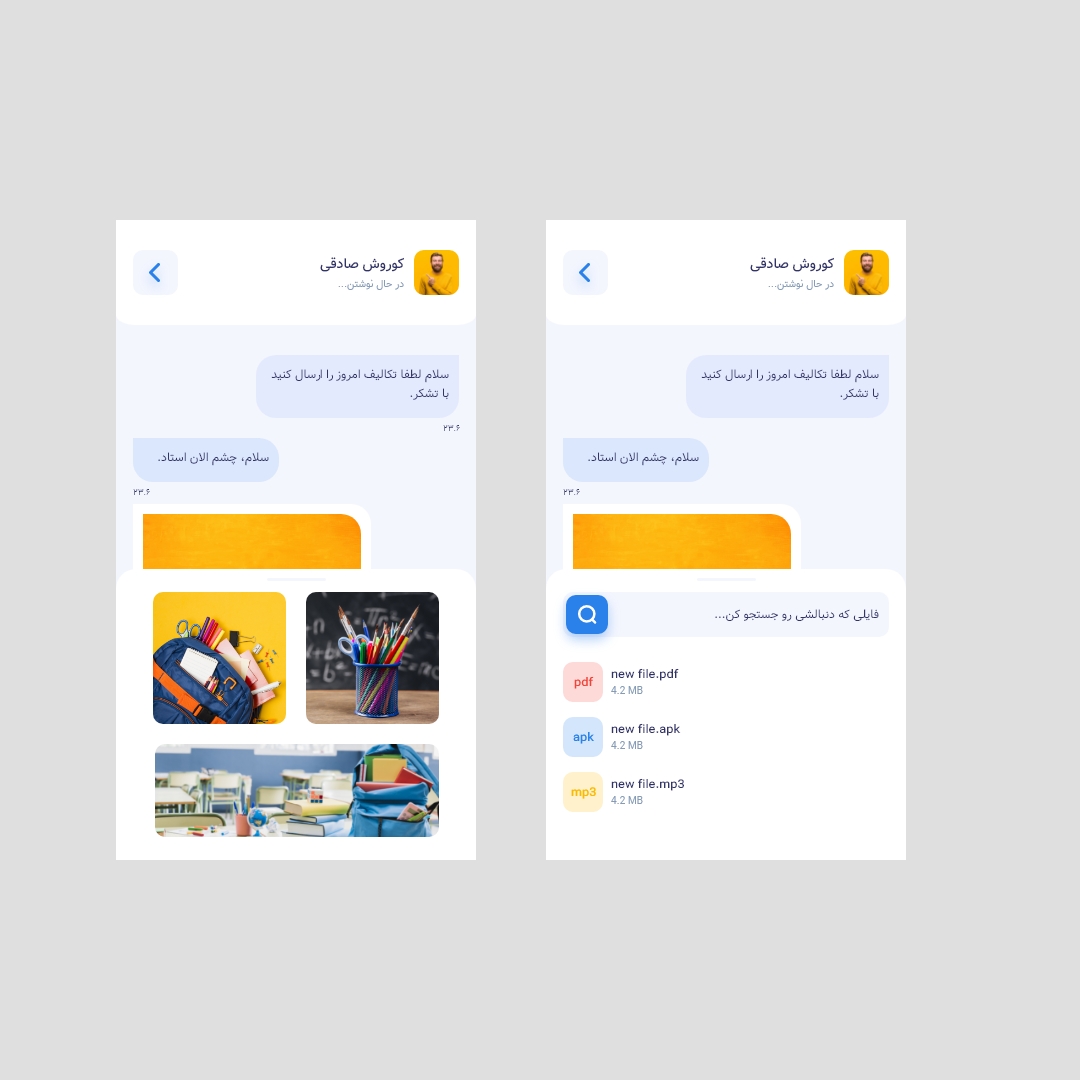 کوروش صادقی
در حال نوشتن...
سلام لطفا تکالیف امروز را ارسال کنید
با تشکر.
۲۳.۶
سلام، چشم الان استاد.
۲۳.۶
کوروش صادقی
در حال نوشتن...
سلام لطفا تکالیف امروز را ارسال کنید
با تشکر.
سلام، چشم الان استاد.
۲۳.۶
فایلی که دنبالشی رو جستجو کن...
pdf
new file.pdf
4.2 MB
apk
new file.apk
4.2 MB
mp3
new file.mp3
4.2 MB